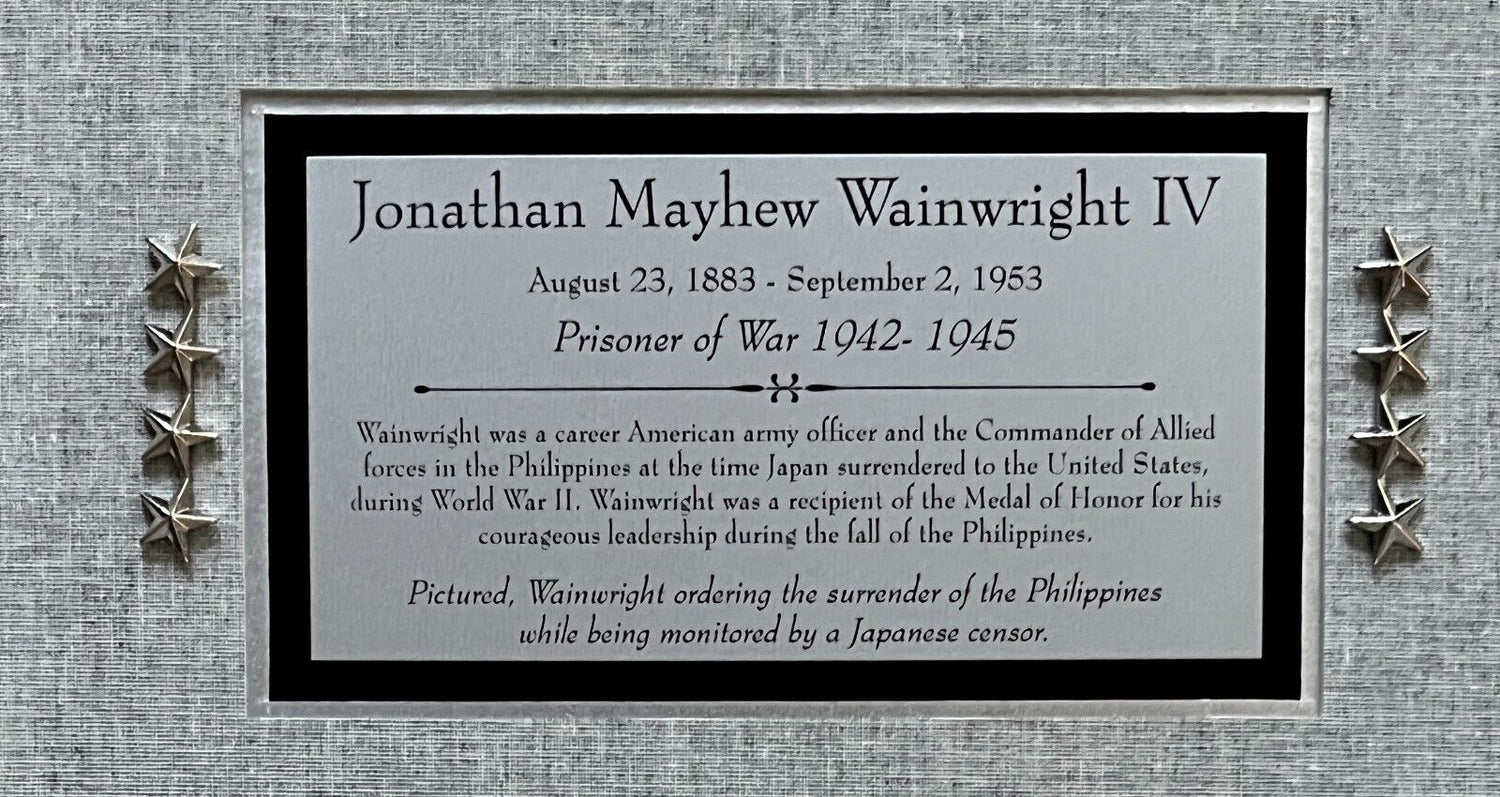 Jonathan Mayhew Wainwright IV
August 23, 1883 - September 2, 1953
Prisoner of War 1942- 1945
Wainwright was a career American army officer and the Commander of Allied
forces in the Philippines at the time Japan surrendered to the United States,
during World War II. Wainwright was a recipient of the Medal of Honor for his
courageous leadership during the fall of the Philippines.
Pictured, Wainwright ordering the surrender of the Philippines
while being monitored by a Japanese censor.